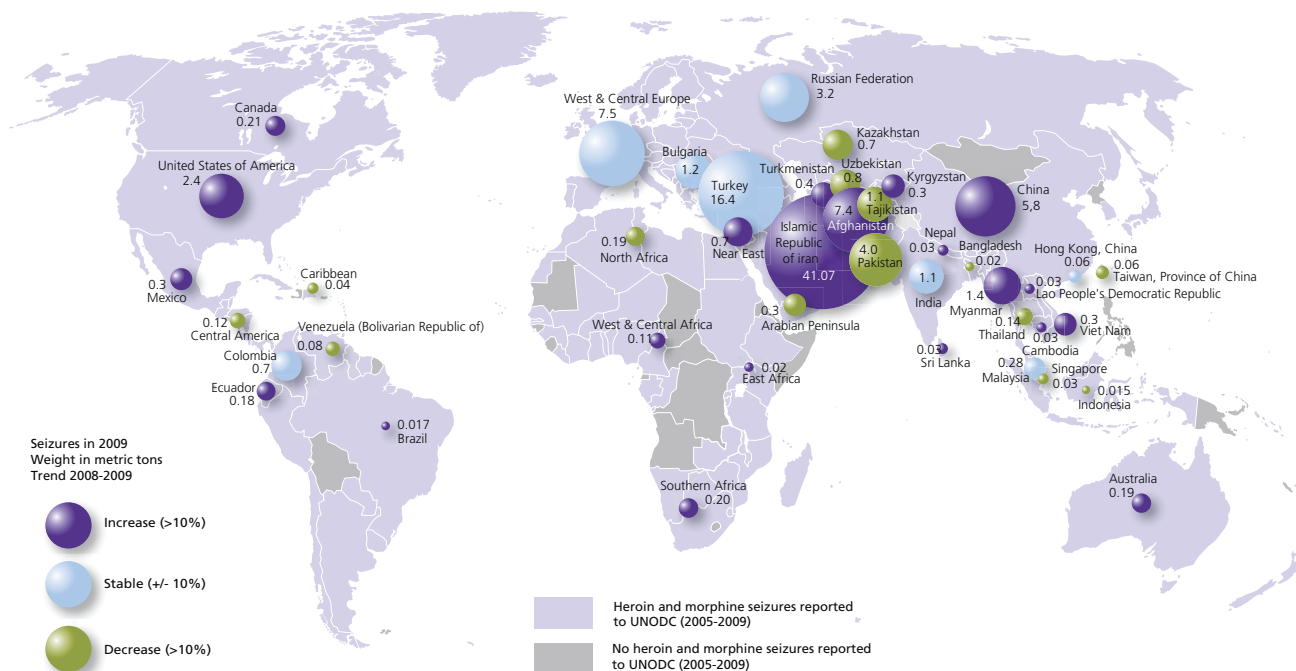 Canada
0.21
United States of America
2.4
0.3
Mexico
Caribbean
0.04
0.12
Central America
Venezuela (Bolivarian Republic of)
0.08
Colombia
0.7
Ecuador
0.18
0.017
Brazil
West & Central Europe
7.5
Bulgaria
1.2
Turkey
16.4
Russian Federation
3.2
Kazakhstan
0.7
Uzbekistan
0.8
Turkmenistan
0.4
Kyrgyzstan
0.3
1.1
Tajikistan
7.4
Afghanistan
Islamic
Republic
of iran
41.07
4.0
Pakistan
0.7
Near East
0.19
North Africa
0.3
Arabian Peninsula
West & Central Africa
0.11
0.02
East Africa
Southern Africa
0.20
China
5,8
Nepal
0.03
Bangladesh
0.02
Hong Kong, China
0.06
0.06
Taiwan, Province of China
1.1
India
1.4
Myanmar
0.03
Lao People's Democratic Republic
0.14
Thailand
0.3
Viet Nam
0.03
Cambodia
0.03
Sri Lanka
0.28
Malaysia
Singapore
0.03
0.015
Indonesia
Australia
0.19
Seizures in 2009
Weight in metric tons
Trend 2008-2009
Increase (>10%)
Stable (+/- 10%)
Decrease (>10%)
Heroin and morphine seizures reported
to UNODC (2005-2009)
No heroin and morphine seizures reported
to UNODC (2005-2009)